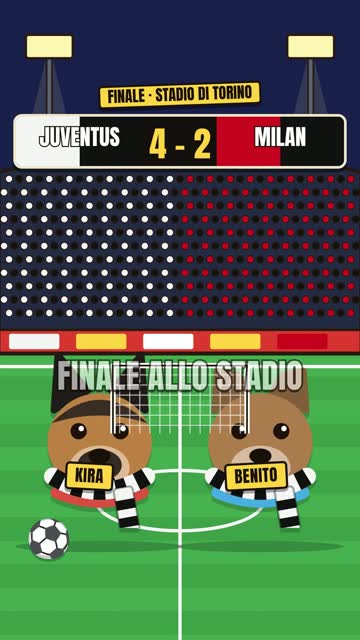 FINALE - STADIO DI TORINO
JUVENTUS 4 - 2 MILAN
FINALE ALLO STADIO
KIRA BENITO